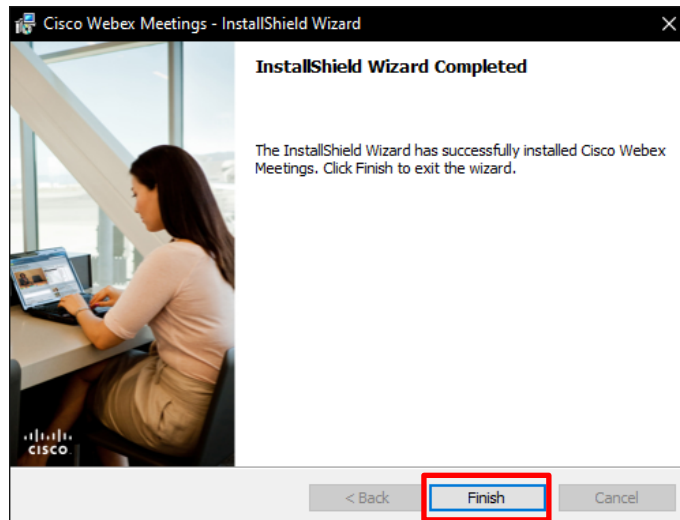 Cisco Webex Meetings - InstallShield Wizard
InstallShield Wizard Completed
The InstallShield Wizard has successfully installed Cisco Webex
Meetings. Click Finish to exit the wizard.
CISCO
< Back
Finish
Cancel